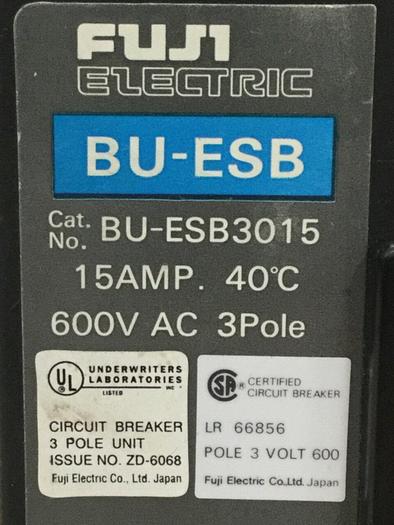 FUJI
ELECTRIC
BU-ESB
Cat. No. BU-ESB3015
15AMP. 40°C
600V AC 3Pole
UL UNDERWRITERS
LABORATORIES
INC
LISTED
CIRCUIT BREAKER
3 POLE UNIT
ISSUE NO. ZD-6068
Fuji Electric Co., Ltd. Japan
SA CERTIFIED
CIRCUIT BREAKER
LR 66856
POLE 3 VOLT 600
Fuji Electric Co.,Ltd. Japan